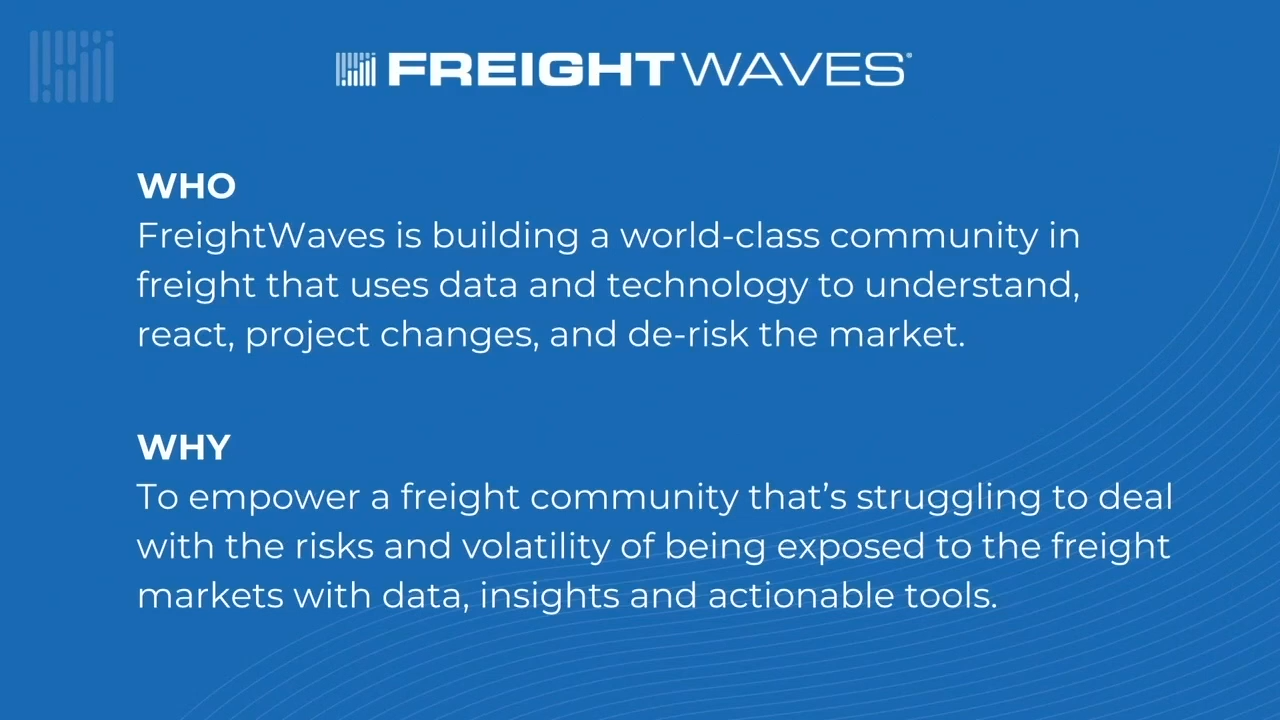 FREIGHTWAVES®
WHO
FreightWaves is building a world-class community in
freight that uses data and technology to understand,
react, project changes, and de-risk the market.
WHY
To empower a freight community that’s struggling to deal
with the risks and volatility of being exposed to the freight
markets with data, insights and actionable tools.